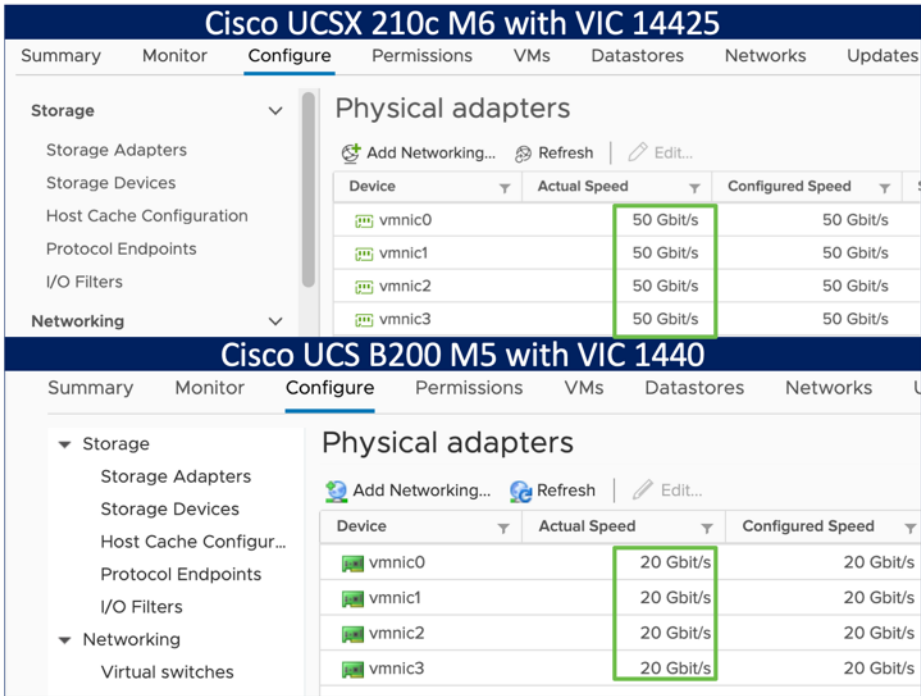 Cisco UCSX 210c M6 with VIC 14425
Summary Monitor Configure Permissions VMs Datastores Networks Updates
Storage
Storage Adapters
Storage Devices
Host Cache Configuration
Protocol Endpoints
I/O Filters
Networking
Physical adapters
Add Networking... Refresh Edit...
Device Actual Speed Configured Speed
vmnic0 50 Gbit/s 50 Gbit/s
vmnic1 50 Gbit/s 50 Gbit/s
vmnic2 50 Gbit/s 50 Gbit/s
vmnic3 50 Gbit/s 50 Gbit/s
Cisco UCS B200 M5 with VIC 1440
Summary Monitor Configure Permissions VMs Datastores Networks
Storage
Storage Adapters
Storage Devices
Host Cache Configur...
Protocol Endpoints
I/O Filters
Networking
Virtual switches
Physical adapters
Add Networking... Refresh Edit...
Device Actual Speed Configured Speed
vmnic0 20 Gbit/s 20 Gbit/s
vmnic1 20 Gbit/s 20 Gbit/s
vmnic2 20 Gbit/s 20 Gbit/s
vmnic3 20 Gbit/s 20 Gbit/s